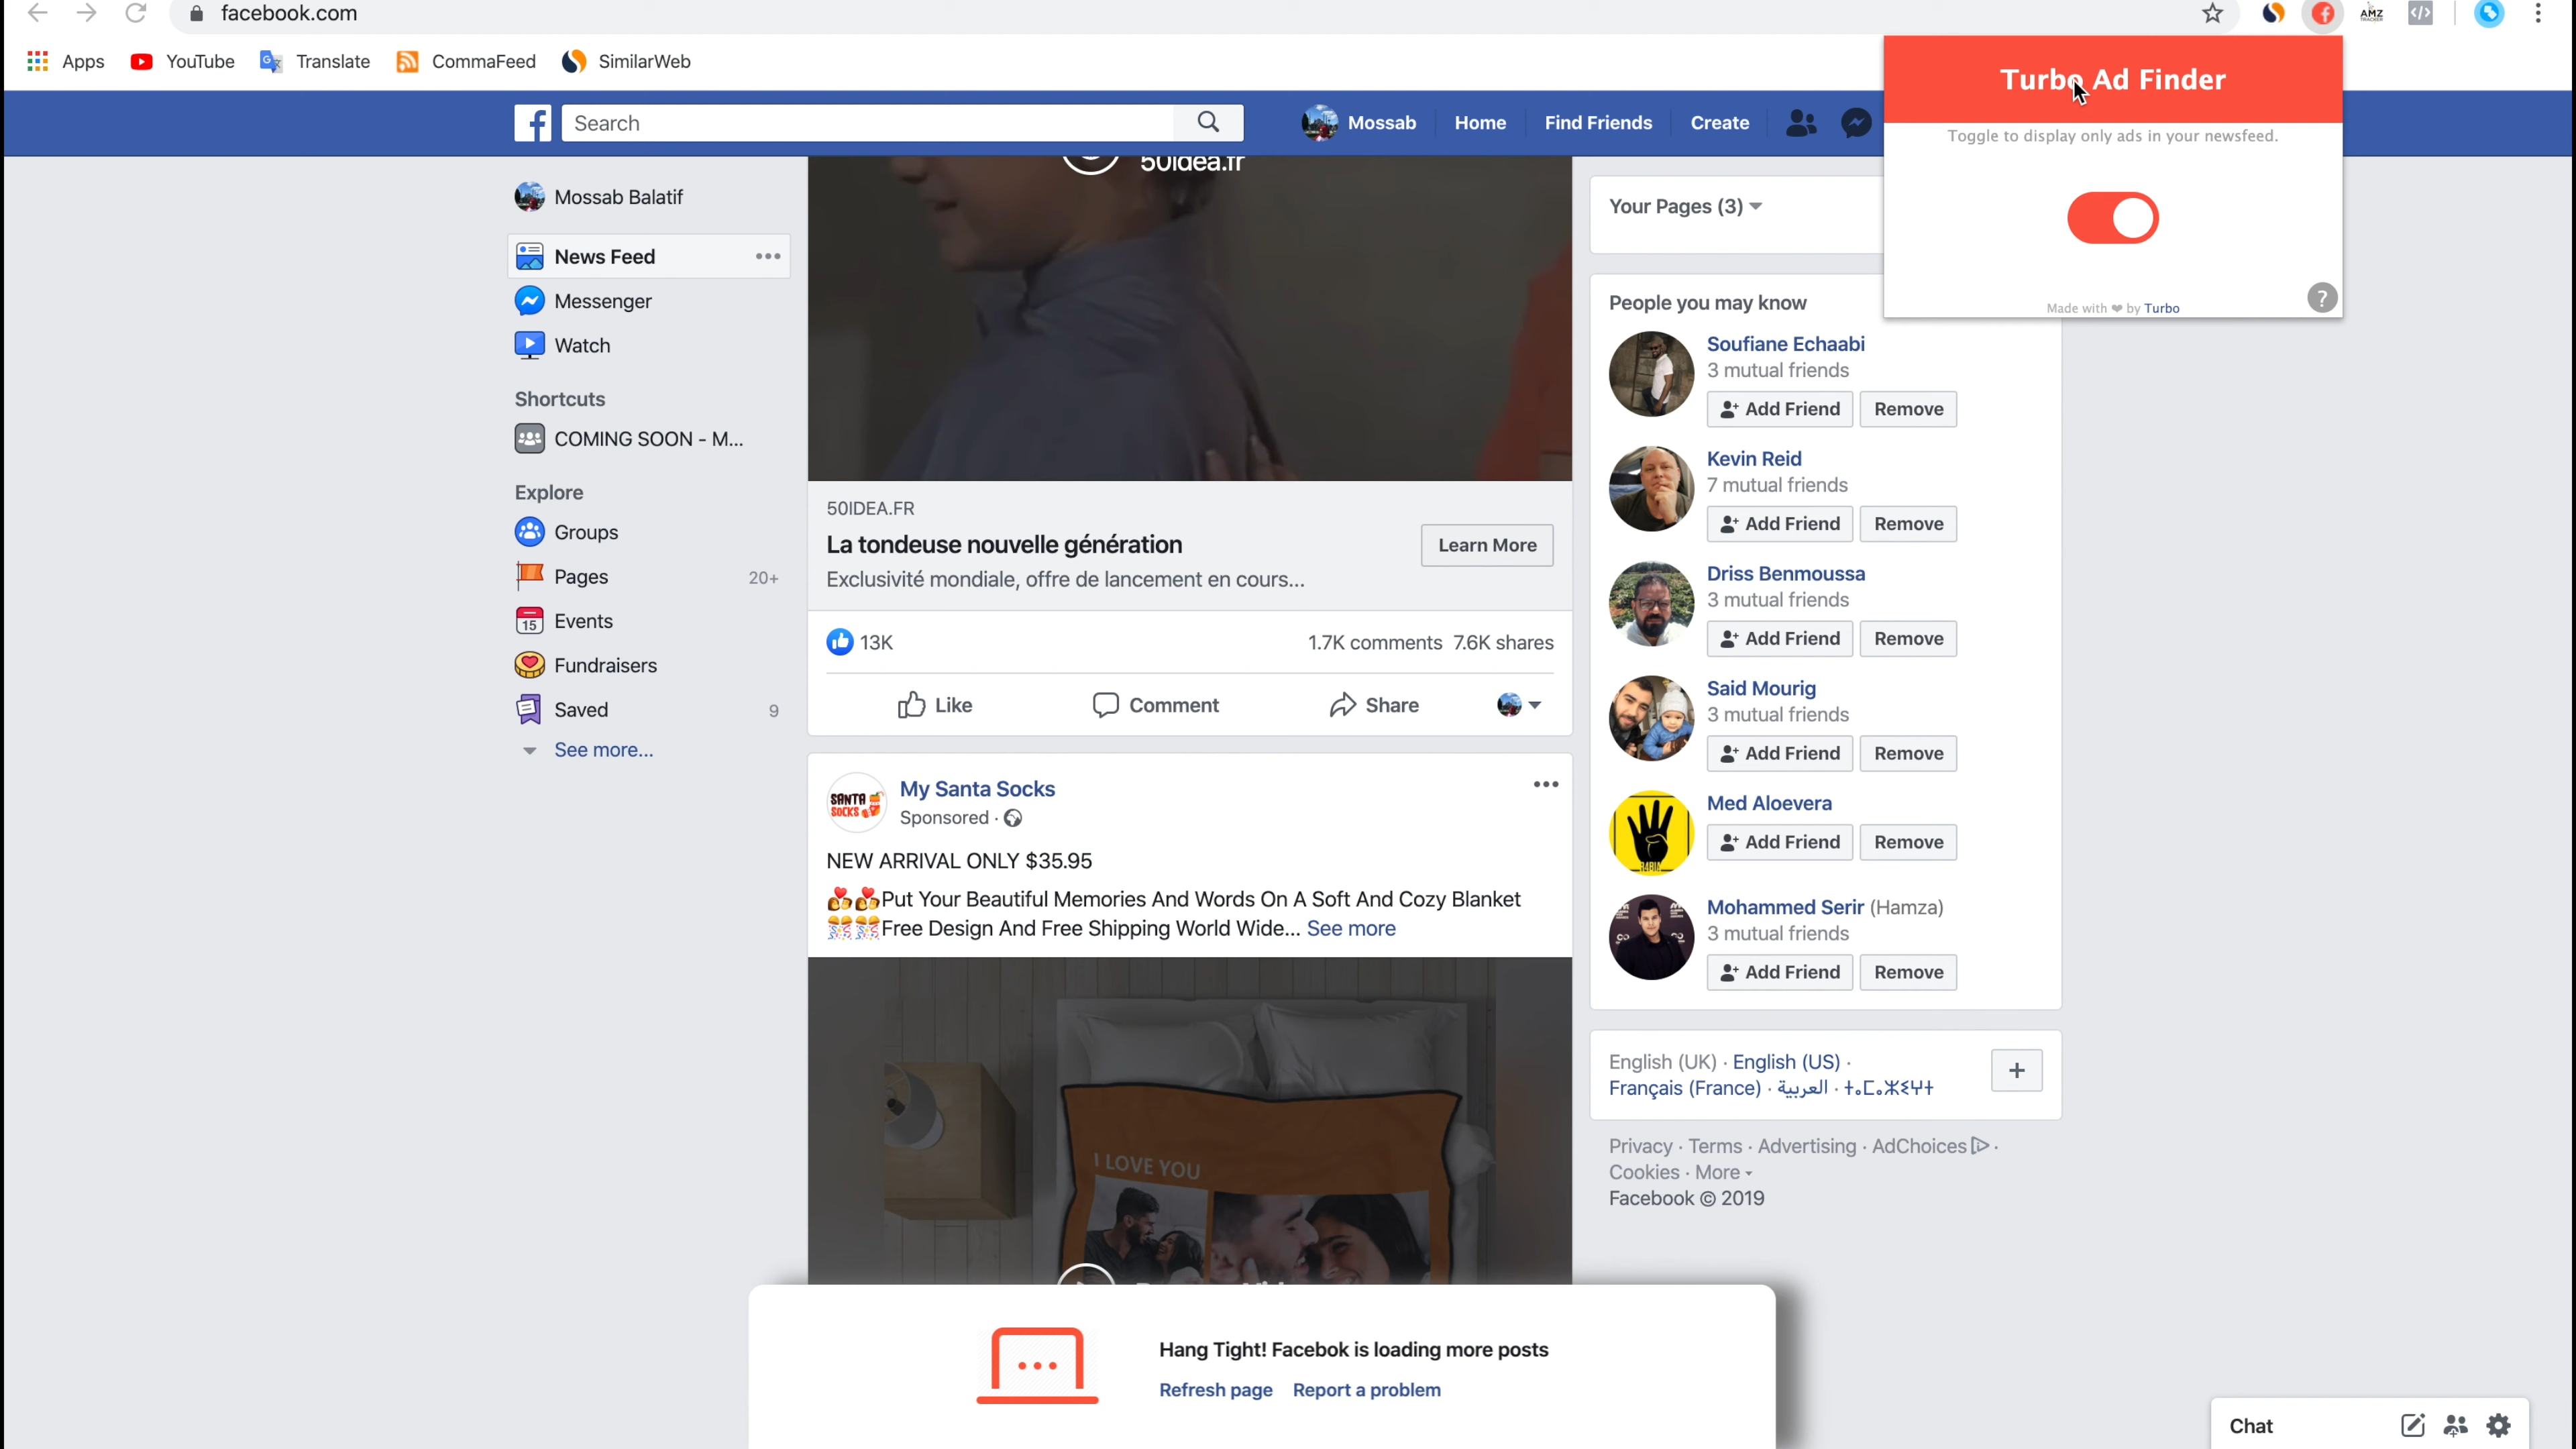 facebook.com
Apps YouTube Translate CommaFeed SimilarWeb
AMZ
TRACKER
Turbo Ad Finder
Toggle to display only ads in your newsfeed.
Made with ❤ by Turbo
?
Search
Mossab Home Find Friends Create
Mossab Balatif
News Feed
Messenger
Watch
Shortcuts
COMING SOON - M...
Explore
Groups
Pages 20+
15
Events
Fundraisers
Saved 9
See more...
50idea.fr
50IDEA.FR
La tondeuse nouvelle génération
Exclusivité mondiale, offre de lancement en cours...
Learn More
13K 1.7K comments 7.6K shares
Like Comment Share
SANTA
SOCKS
My Santa Socks
Sponsored ·
NEW ARRIVAL ONLY $35.95
💑💑Put Your Beautiful Memories And Words On A Soft And Cozy Blanket
🎊🎊Free Design And Free Shipping World Wide... See more
I LOVE YOU
Hang Tight! Facebok is loading more posts
Refresh page Report a problem
Your Pages (3)
People you may know
Soufiane Echaabi
3 mutual friends
Add Friend Remove
Kevin Reid
7 mutual friends
Add Friend Remove
Driss Benmoussa
3 mutual friends
Add Friend Remove
Said Mourig
3 mutual friends
Add Friend Remove
Med Aloevera
Add Friend Remove
R4BIA
Mohammed Serir (Hamza)
3 mutual friends
Add Friend Remove
English (UK) · English (US) ·
Français (France) · العربية · ⵜⴰⵎⴰⵣⵉⵖⵜ
Privacy · Terms · Advertising · AdChoices ·
Cookies · More
Facebook © 2019
Chat